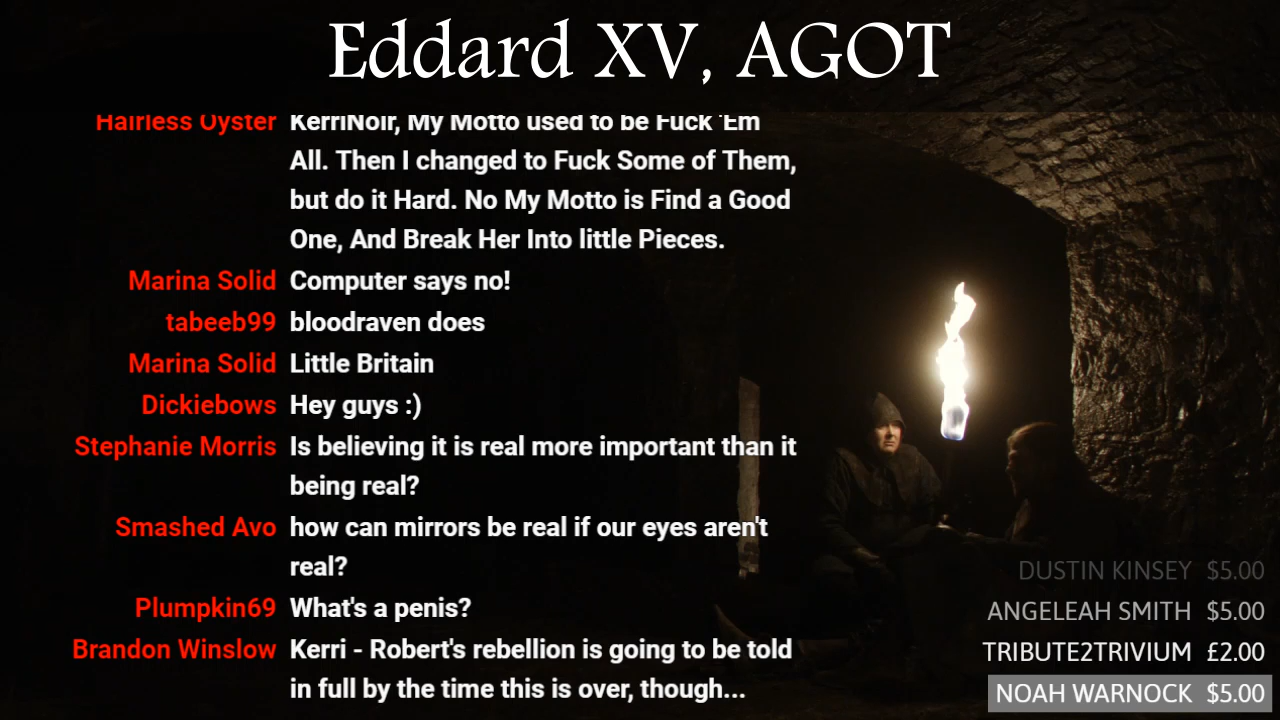 Eddard XV, AGOT
Hairless Oyster KerriNoir, My Motto used to be Fuck 'Em
All. Then I changed to Fuck Some of Them,
but do it Hard. No My Motto is Find a Good
One, And Break Her Into little Pieces.
Marina Solid Computer says no!
tabeeb99 bloodraven does
Marina Solid Little Britain
Dickiebows Hey guys :)
Stephanie Morris Is believing it is real more important than it
being real?
Smashed Avo how can mirrors be real if our eyes aren't
real?
Plumpkin69 What's a penis?
Brandon Winslow Kerri - Robert's rebellion is going to be told
in full by the time this is over, though...
DUSTIN KINSEY $5.00
ANGELEAH SMITH $5.00
TRIBUTE2TRIVIUM £2.00
NOAH WARNOCK $5.00